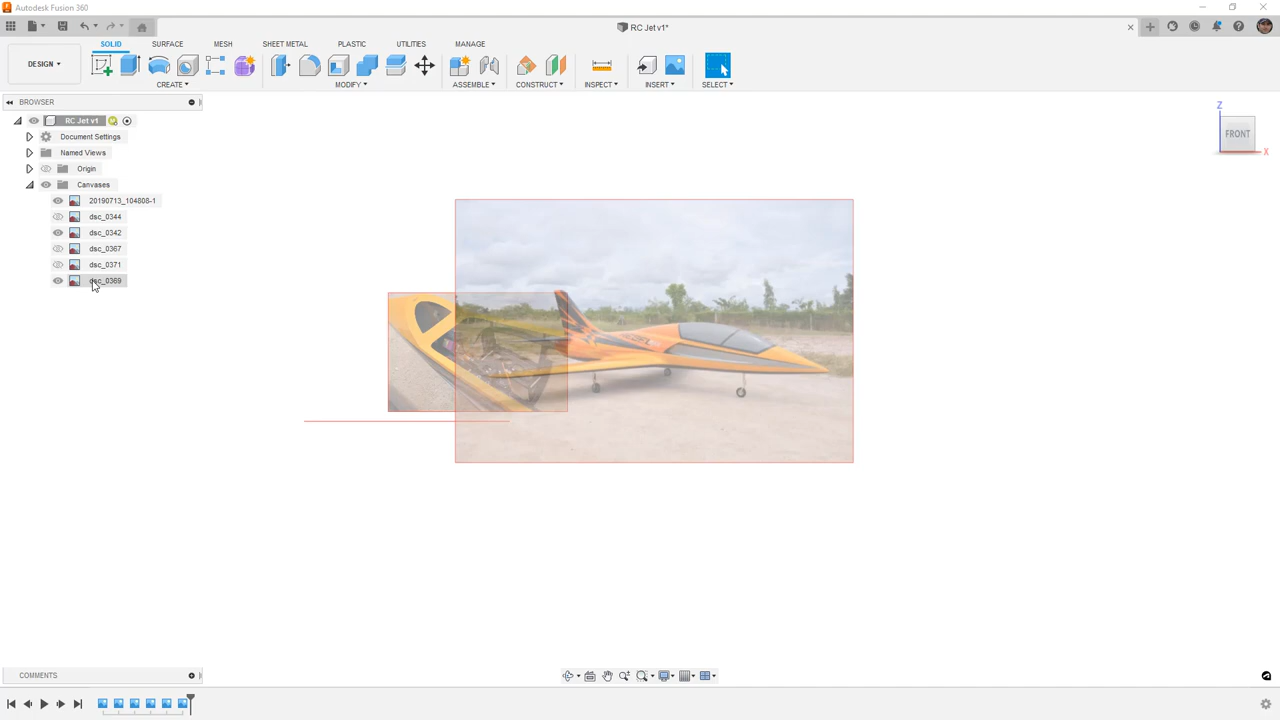 Autodesk Fusion 360
RC Jet v1*
DESIGN
SOLID
SURFACE
MESH
SHEET METAL
PLASTIC
UTILITIES
MANAGE
CREATE
MODIFY
ASSEMBLE
CONSTRUCT
INSPECT
INSERT
SELECT
BROWSER
RC Jet v1
Document Settings
Named Views
Origin
Canvases
20190713_104808-1
dsc_0344
dsc_0342
dsc_0367
dsc_0371
dsc_0369
Z
FRONT
X
COMMENTS